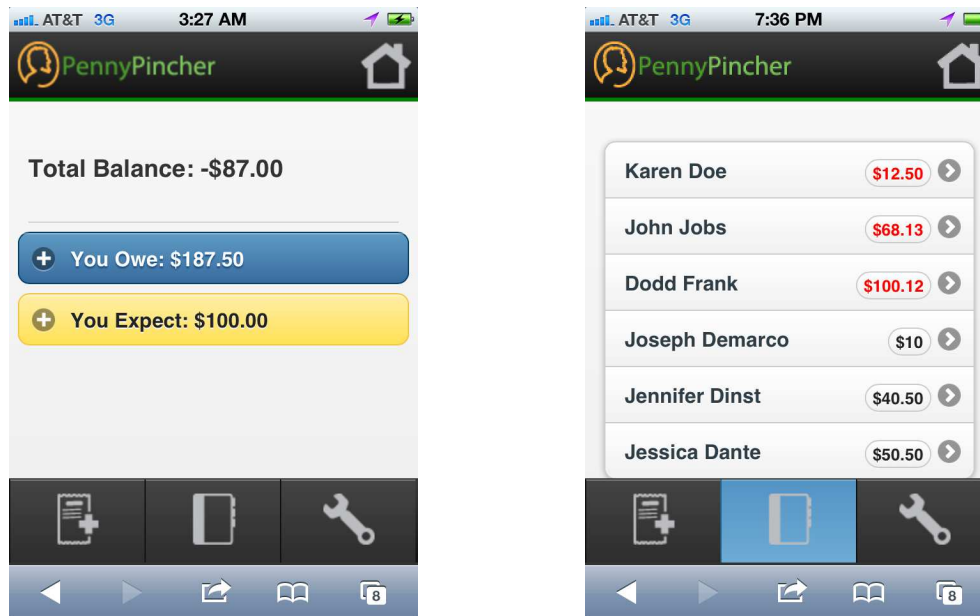 AT&T 3G 3:27 AM
PennyPincher
Total Balance: -$87.00
You Owe: $187.50
You Expect: $100.00
8
AT&T 3G 7:36 PM
PennyPincher
Karen Doe $12.50
John Jobs $68.13
Dodd Frank $100.12
Joseph Demarco $10
Jennifer Dinst $40.50
Jessica Dante $50.50
8